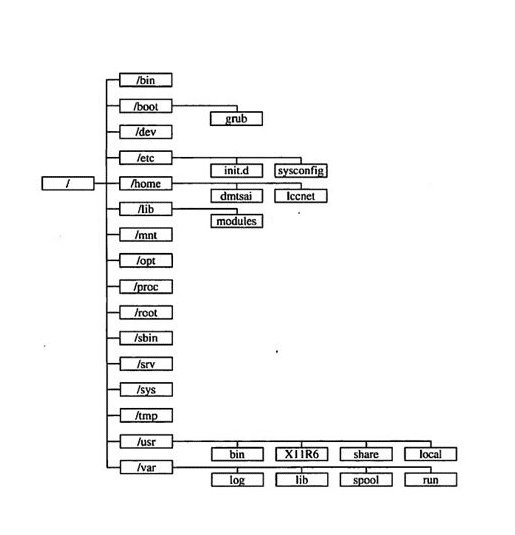 /bin
/boot
grub
/dev
/etc
init.d sysconfig
/ /home
dmtsai lccnet
/lib
modules
/mnt
/opt
/proc
/root
/sbin
/srv
/sys
/tmp
/usr
bin X11R6 share local
/var
log lib spool run